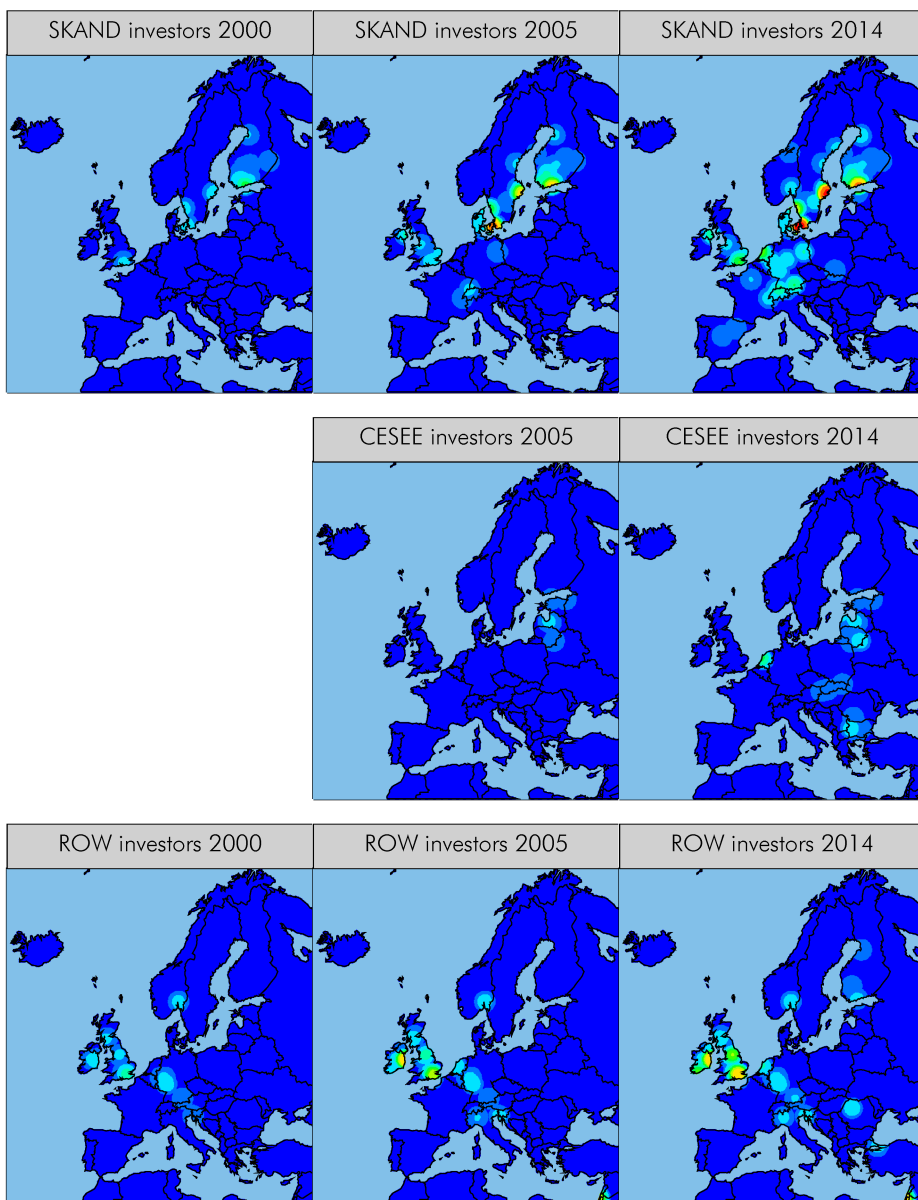 SKAND investors 2000
SKAND investors 2005
SKAND investors 2014
CESEE investors 2005
CESEE investors 2014
ROW investors 2000
ROW investors 2005
ROW investors 2014